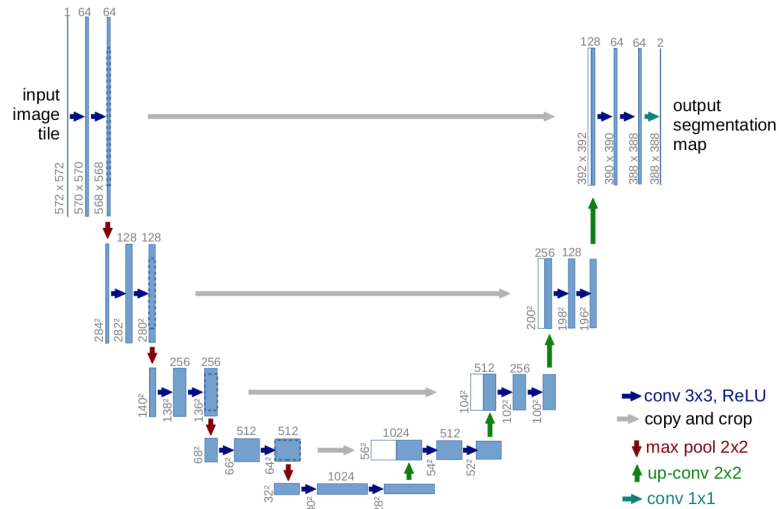 1 64 64
128 64 64 2
input
image
tile
output
segmentation
map
572 x 572
570 x 570
568 x 568
392 x 392
390 x 390
388 x 388
388 x 388
128 128
256 128
284²
282²
280²
200²
198²
196²
256 256
512 256
140²
138²
136²
104²
102²
100²
512 512
1024 512
68²
66²
64²
56²
54²
52²
1024
32²
conv 3x3, ReLU
copy and crop
max pool 2x2
up-conv 2x2
conv 1x1